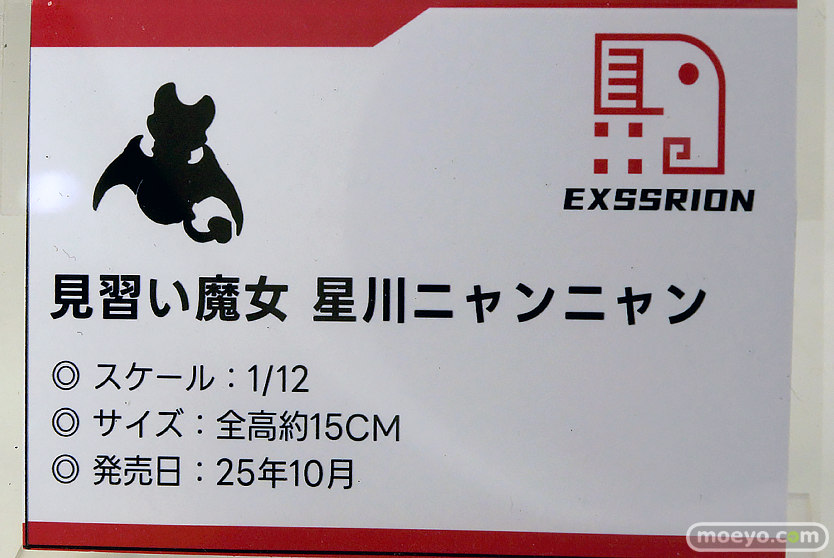 EXSSRION
見習い魔女 星川ニャンニャン
◎ スケール：1/12
◎ サイズ：全高約15CM
◎ 発売日：25年10月
moeyo.com